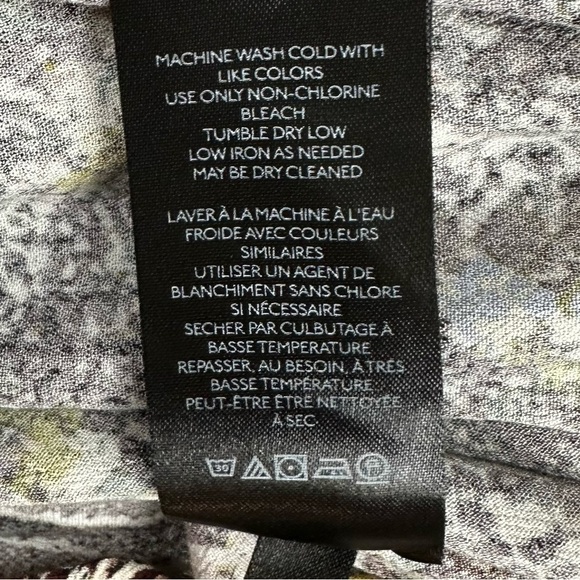 MACHINE WASH COLD WITH
LIKE COLORS
USE ONLY NON-CHLORINE
BLEACH
TUMBLE DRY LOW
LOW IRON AS NEEDED
MAY BE DRY CLEANED
LAVER À LA MACHINE À L'EAU
FROIDE AVEC COULEURS
SIMILAIRES
UTILISER UN AGENT DE
BLANCHIMENT SANS CHLORE
SI NÉCESSAIRE
SECHER PAR CULBUTAGE À
BASSE TEMPERATURE
REPASSER, AU BESOIN, À TRÈS
BASSE TEMPÉRATURE
PEUT-ÊTRE ÊTRE NETTOYÉE
À SEC
30